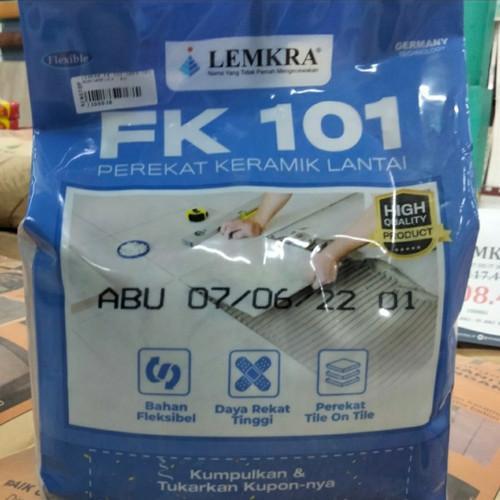 Flexible
LEMKRA®
Nama Yang Tidak Pernah Mengecewakan
GERMANY
TECHNOLOGY
FK 101
PEREKAT KERAMIK LANTAI
HIGH
QUALITY
PRODUCT
ABU 07/06/22 01
Bahan
Fleksibel
Daya Rekat
Tinggi
Perekat
Tile On Tile
Kumpulkan &
Tukarkan Kupon-nya